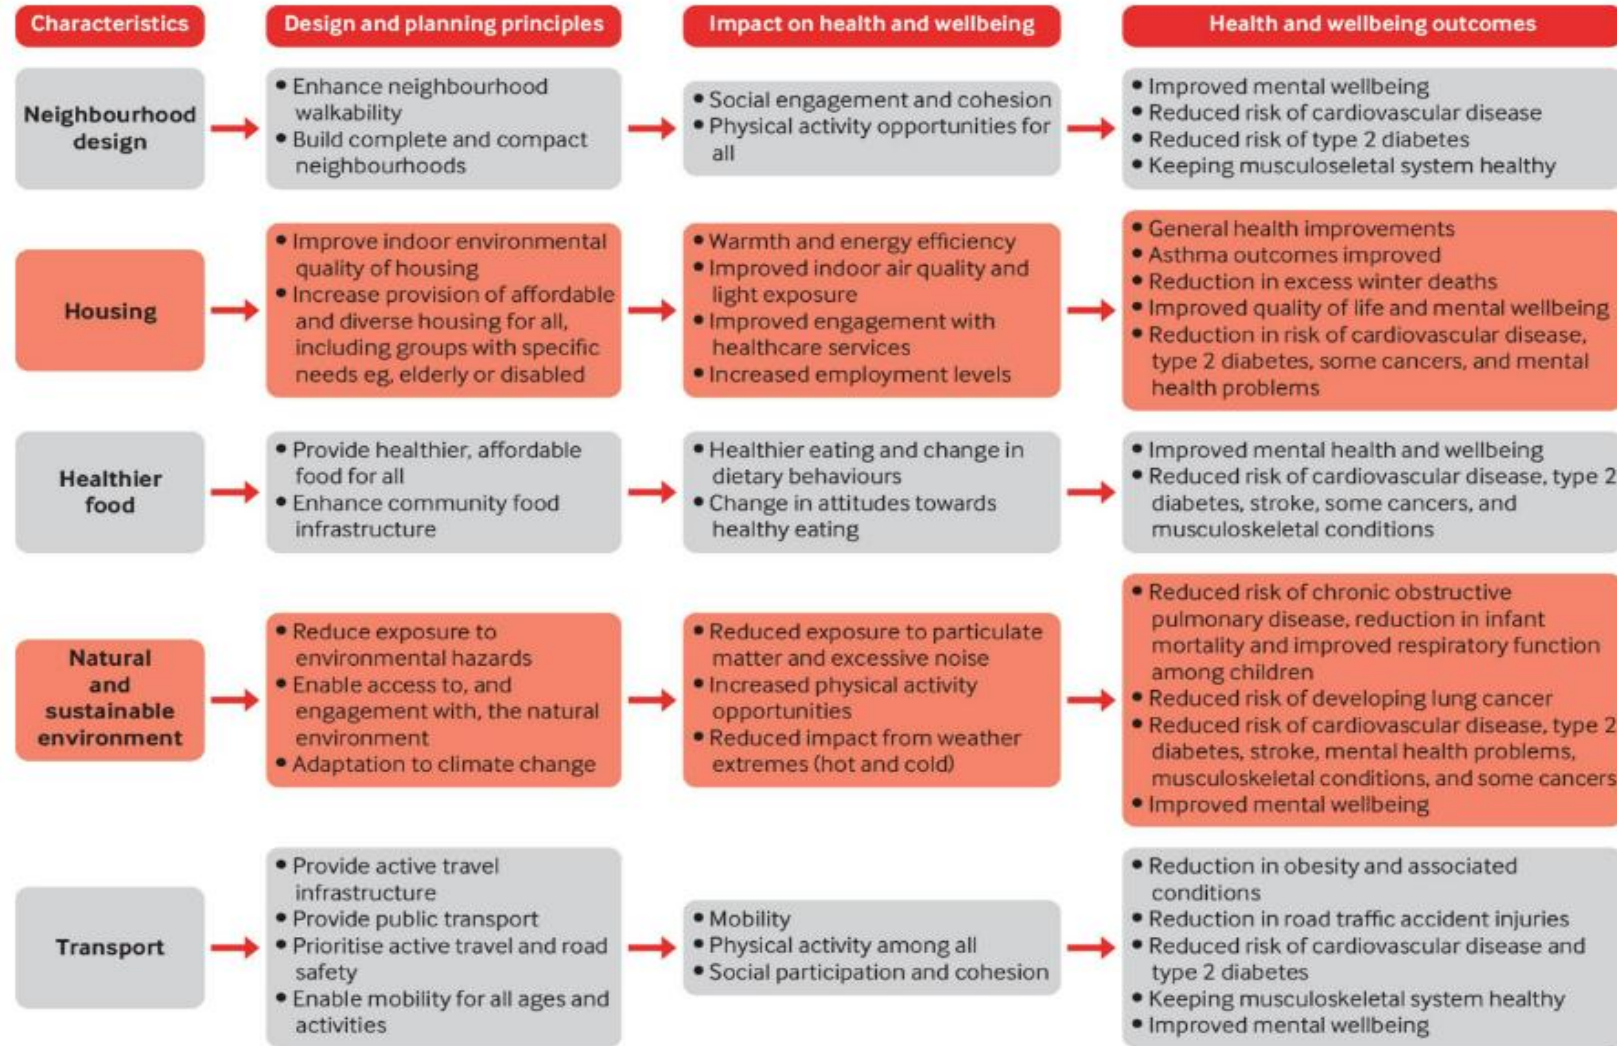 Characteristics
Design and planning principles
Impact on health and wellbeing
Health and wellbeing outcomes
Neighbourhood
design
• Enhance neighbourhood
walkability
• Build complete and compact
neighbourhoods
• Social engagement and cohesion
• Physical activity opportunities for
all
• Improved mental wellbeing
• Reduced risk of cardiovascular disease
• Reduced risk of type 2 diabetes
• Keeping musculoseletal system healthy
Housing
• Improve indoor environmental
quality of housing
• Increase provision of affordable
and diverse housing for all,
including groups with specific
needs eg, elderly or disabled
• Warmth and energy efficiency
• Improved indoor air quality and
light exposure
• Improved engagement with
healthcare services
• Increased employment levels
• General health improvements
• Asthma outcomes improved
• Reduction in excess winter deaths
• Improved quality of life and mental wellbeing
• Reduction in risk of cardiovascular disease,
type 2 diabetes, some cancers, and mental
health problems
Healthier
food
• Provide healthier, affordable
food for all
• Enhance community food
infrastructure
• Healthier eating and change in
dietary behaviours
• Change in attitudes towards
healthy eating
• Improved mental health and wellbeing
• Reduced risk of cardiovascular disease, type 2
diabetes, stroke, some cancers, and
musculoskeletal conditions
Natural
and
sustainable
environment
• Reduce exposure to
environmental hazards
• Enable access to, and
engagement with, the natural
environment
• Adaptation to climate change
• Reduced exposure to particulate
matter and excessive noise
• Increased physical activity
opportunities
• Reduced impact from weather
extremes (hot and cold)
• Reduced risk of chronic obstructive
pulmonary disease, reduction in infant
mortality and improved respiratory function
among children
• Reduced risk of developing lung cancer
• Reduced risk of cardiovascular disease, type 2
diabetes, stroke, mental health problems,
musculoskeletal conditions, and some cancers
• Improved mental wellbeing
Transport
• Provide active travel
infrastructure
• Provide public transport
• Prioritise active travel and road
safety
• Enable mobility for all ages and
activities
• Mobility
• Physical activity among all
• Social participation and cohesion
• Reduction in obesity and associated
conditions
• Reduction in road traffic accident injuries
• Reduced risk of cardiovascular disease and
type 2 diabetes
• Keeping musculoskeletal system healthy
• Improved mental wellbeing